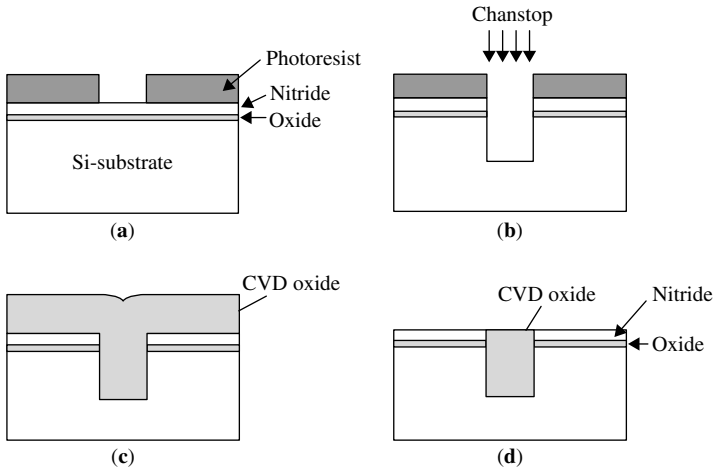 Photoresist
Nitride
Oxide
Si-substrate
(a)
Chanstop
(b)
CVD oxide
(c)
CVD oxide
Nitride
Oxide
(d)